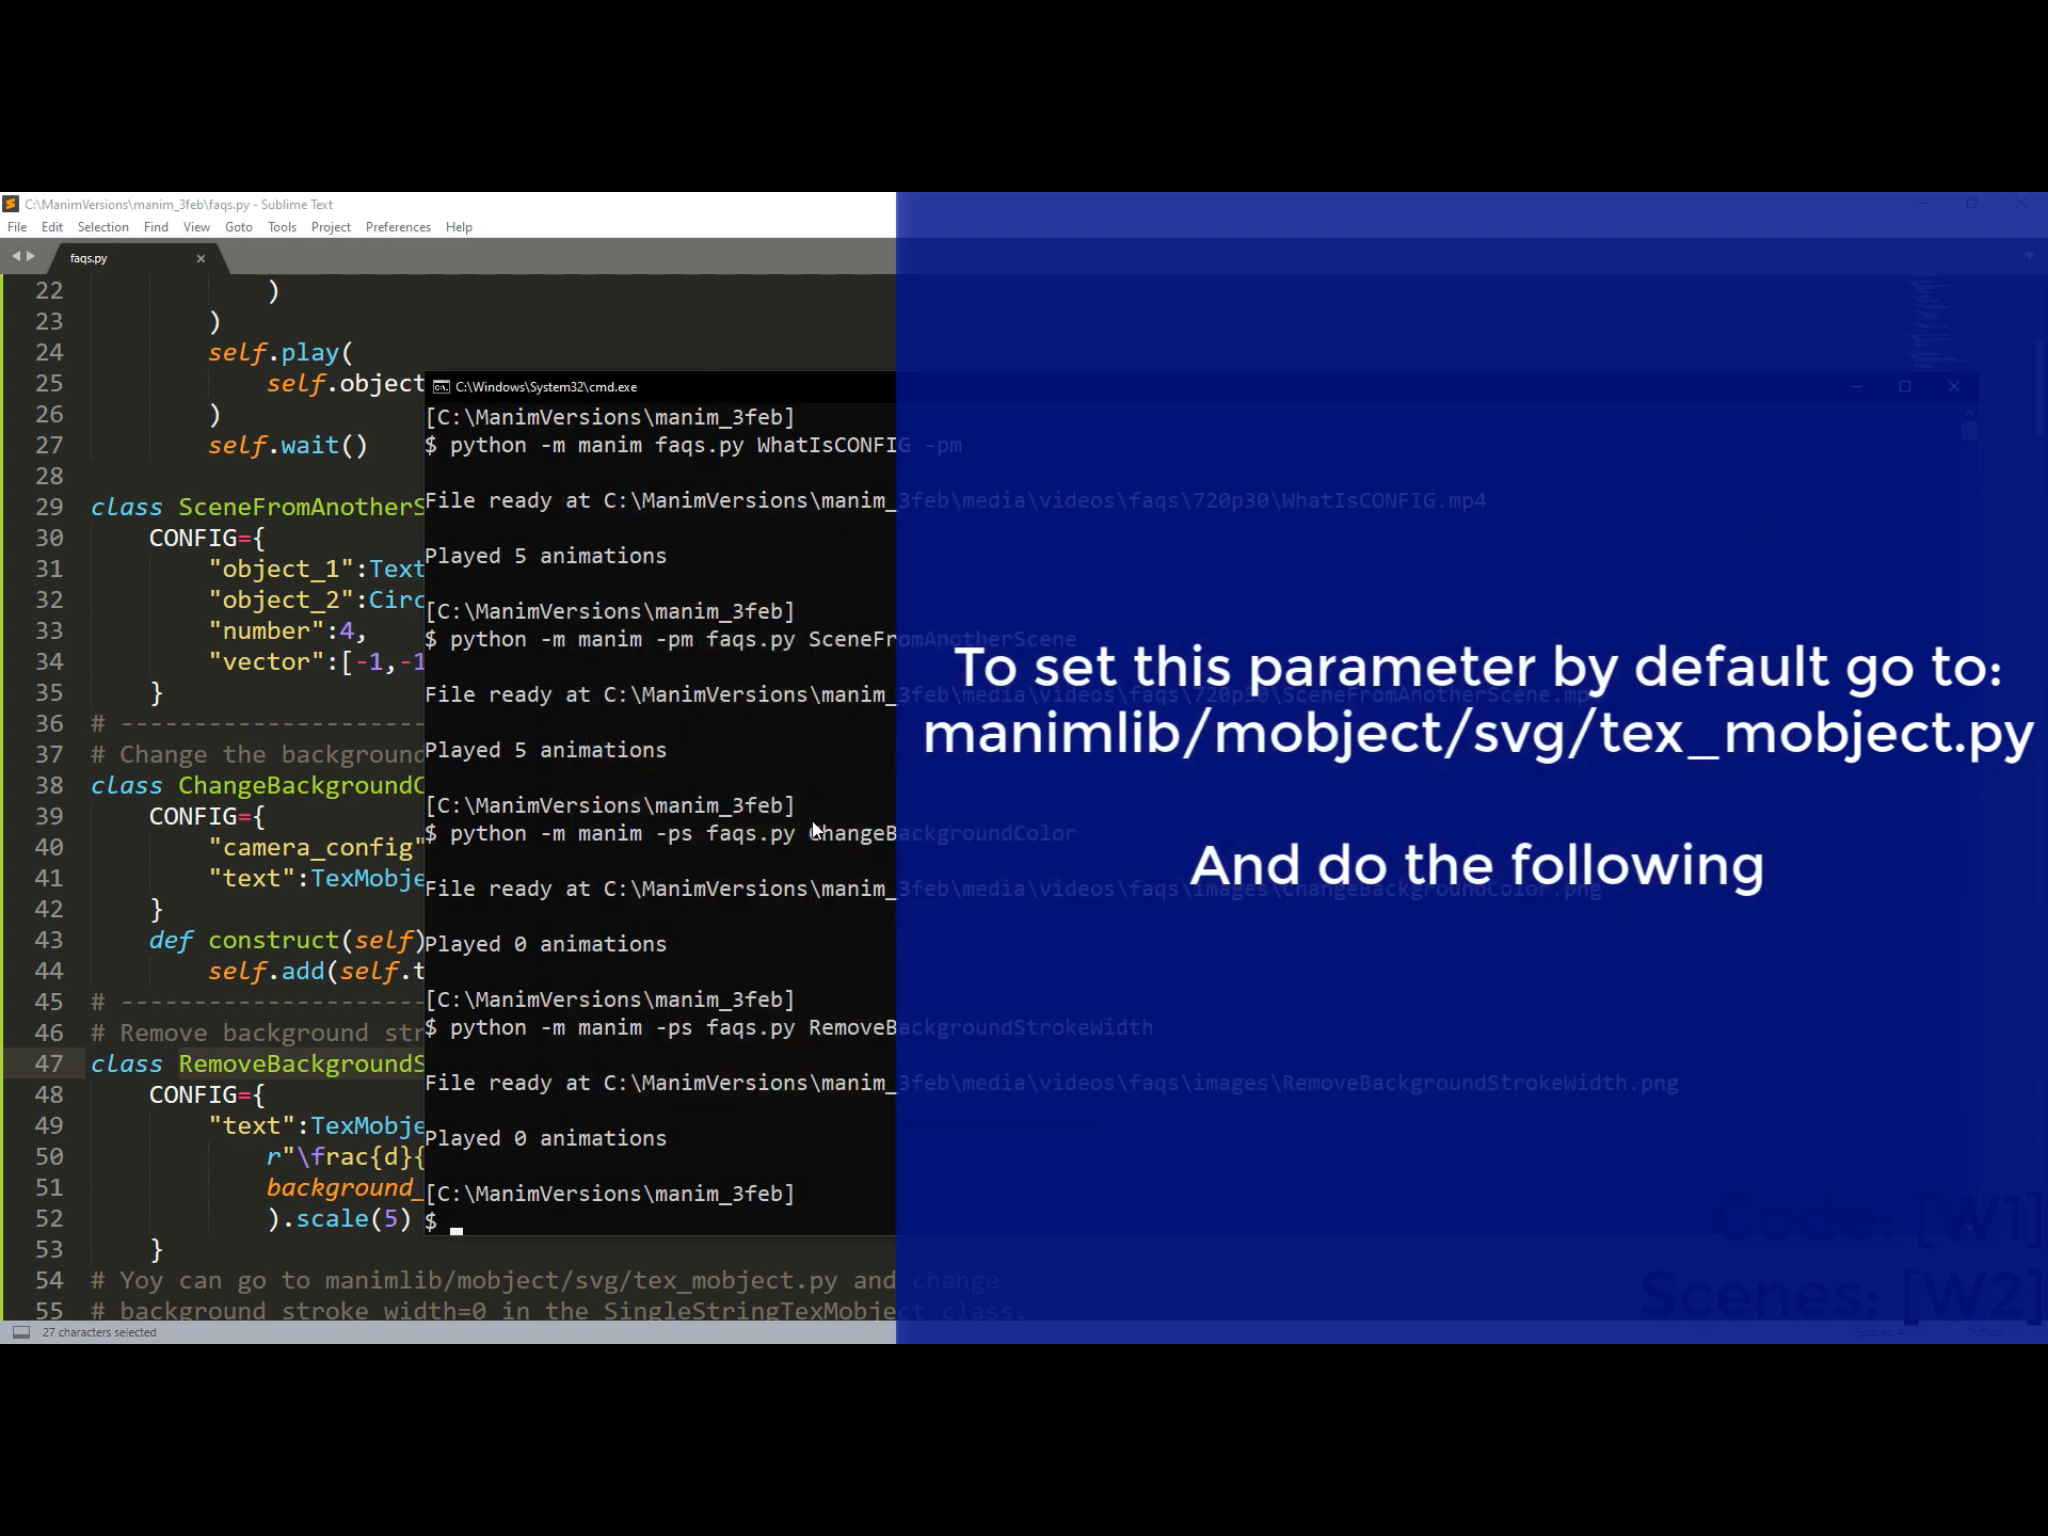 C:\ManimVersions\manim_3feb\faqs.py - Sublime Text
File Edit Selection Find View Goto Tools Project Preferences Help
faqs.py
22 )
23 )
24 self.play(
25 self.object
26 )
27 self.wait()
28
29 class SceneFromAnotherS
30 CONFIG={
31 "object_1":Text
32 "object_2":Circ
33 "number":4,
34 "vector":[-1,-1
35 }
36 # -----------------------
37 # Change the background
38 class ChangeBackgroundC
39 CONFIG={
40 "camera_config"
41 "text":TexMobje
42 }
43 def construct(self)
44 self.add(self.t
45 # -----------------------
46 # Remove background str
47 class RemoveBackgroundS
48 CONFIG={
49 "text":TexMobje
50 r"\frac{d}{
51 background_
52 ).scale(5)
53 }
54 # Yoy can go to manimlib/mobject/svg/tex_mobject.py and change
55 # background stroke width=0 in the SingleStringTexMobject class.
27 characters selected
Spaces: 4 Python
C:\Windows\System32\cmd.exe
[C:\ManimVersions\manim_3feb]
$ python -m manim faqs.py WhatIsCONFIG -pm
File ready at C:\ManimVersions\manim_3feb\media\videos\faqs\720p30\WhatIsCONFIG.mp4
Played 5 animations
[C:\ManimVersions\manim_3feb]
$ python -m manim -pm faqs.py SceneFromAnotherScene
File ready at C:\ManimVersions\manim_3feb\media\videos\faqs\720p30\SceneFromAnotherScene.mp
Played 5 animations
[C:\ManimVersions\manim_3feb]
$ python -m manim -ps faqs.py ChangeBackgroundColor
File ready at C:\ManimVersions\manim_3feb\media\videos\faqs\images\ChangeBackgroundColor.png
Played 0 animations
[C:\ManimVersions\manim_3feb]
$ python -m manim -ps faqs.py RemoveBackgroundStrokeWidth
File ready at C:\ManimVersions\manim_3feb\media\videos\faqs\images\RemoveBackgroundStrokeWidth.png
Played 0 animations
[C:\ManimVersions\manim_3feb]
$
To set this parameter by default go to:
manimlib/mobject/svg/tex_mobject.py
And do the following
Code: [W1]
Scenes: [W2]